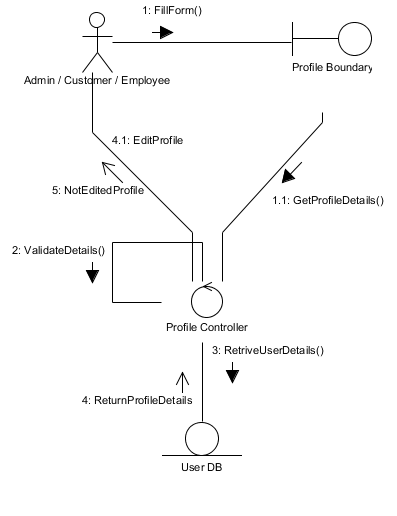 1: FillForm()
Profile Boundary
Admin / Customer / Employee
4.1: EditProfile
5: NotEditedProfile
1.1: GetProfileDetails()
2: ValidateDetails()
Profile Controller
3: RetriveUserDetails()
4: ReturnProfileDetails
User DB